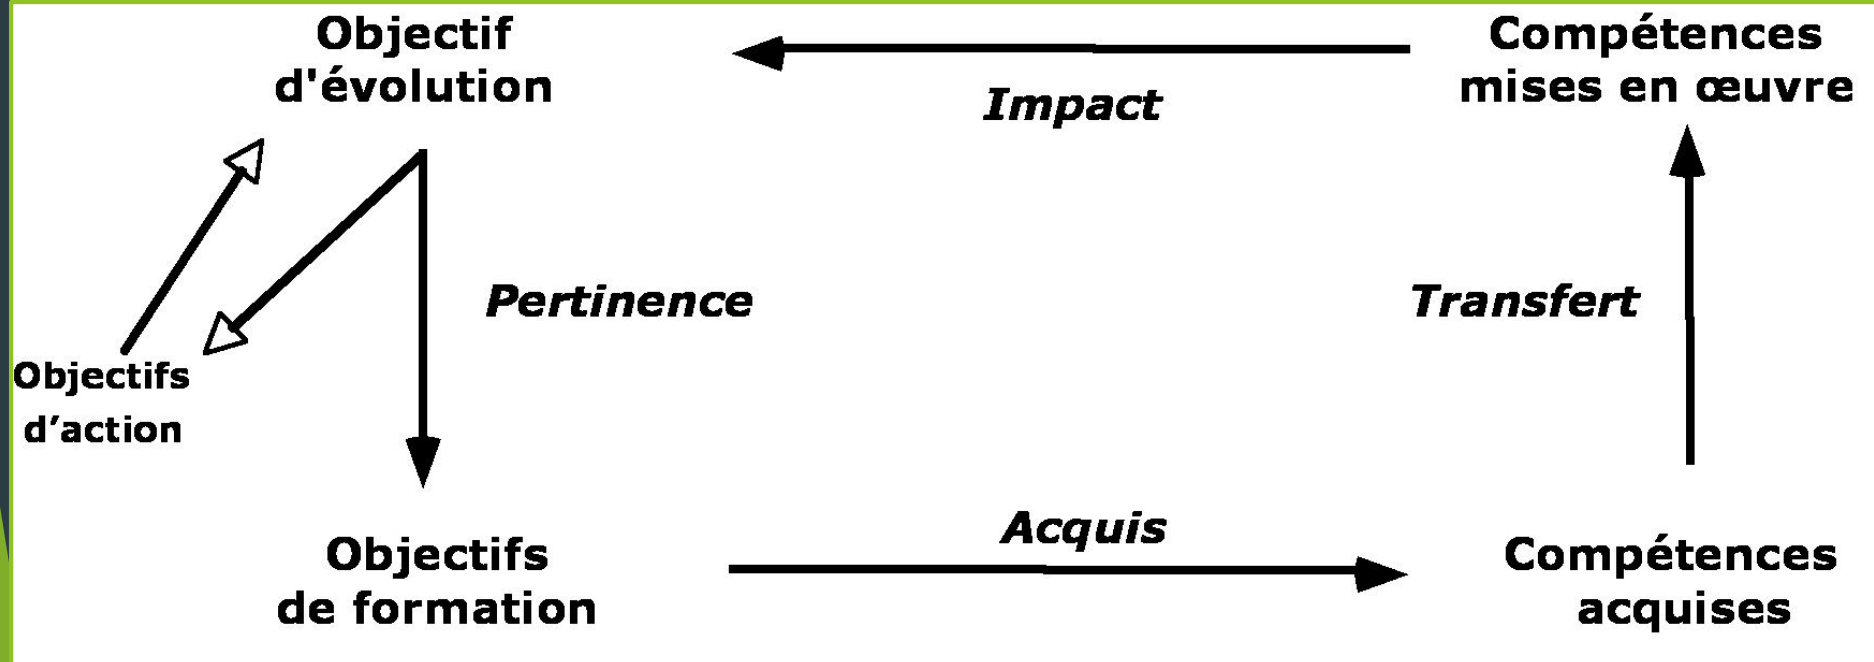 Objectif
d'évolution
Impact
Compétences
mises en œuvre
Pertinence
Transfert
Objectifs
d’action
Objectifs
de formation
Acquis
Compétences
acquises